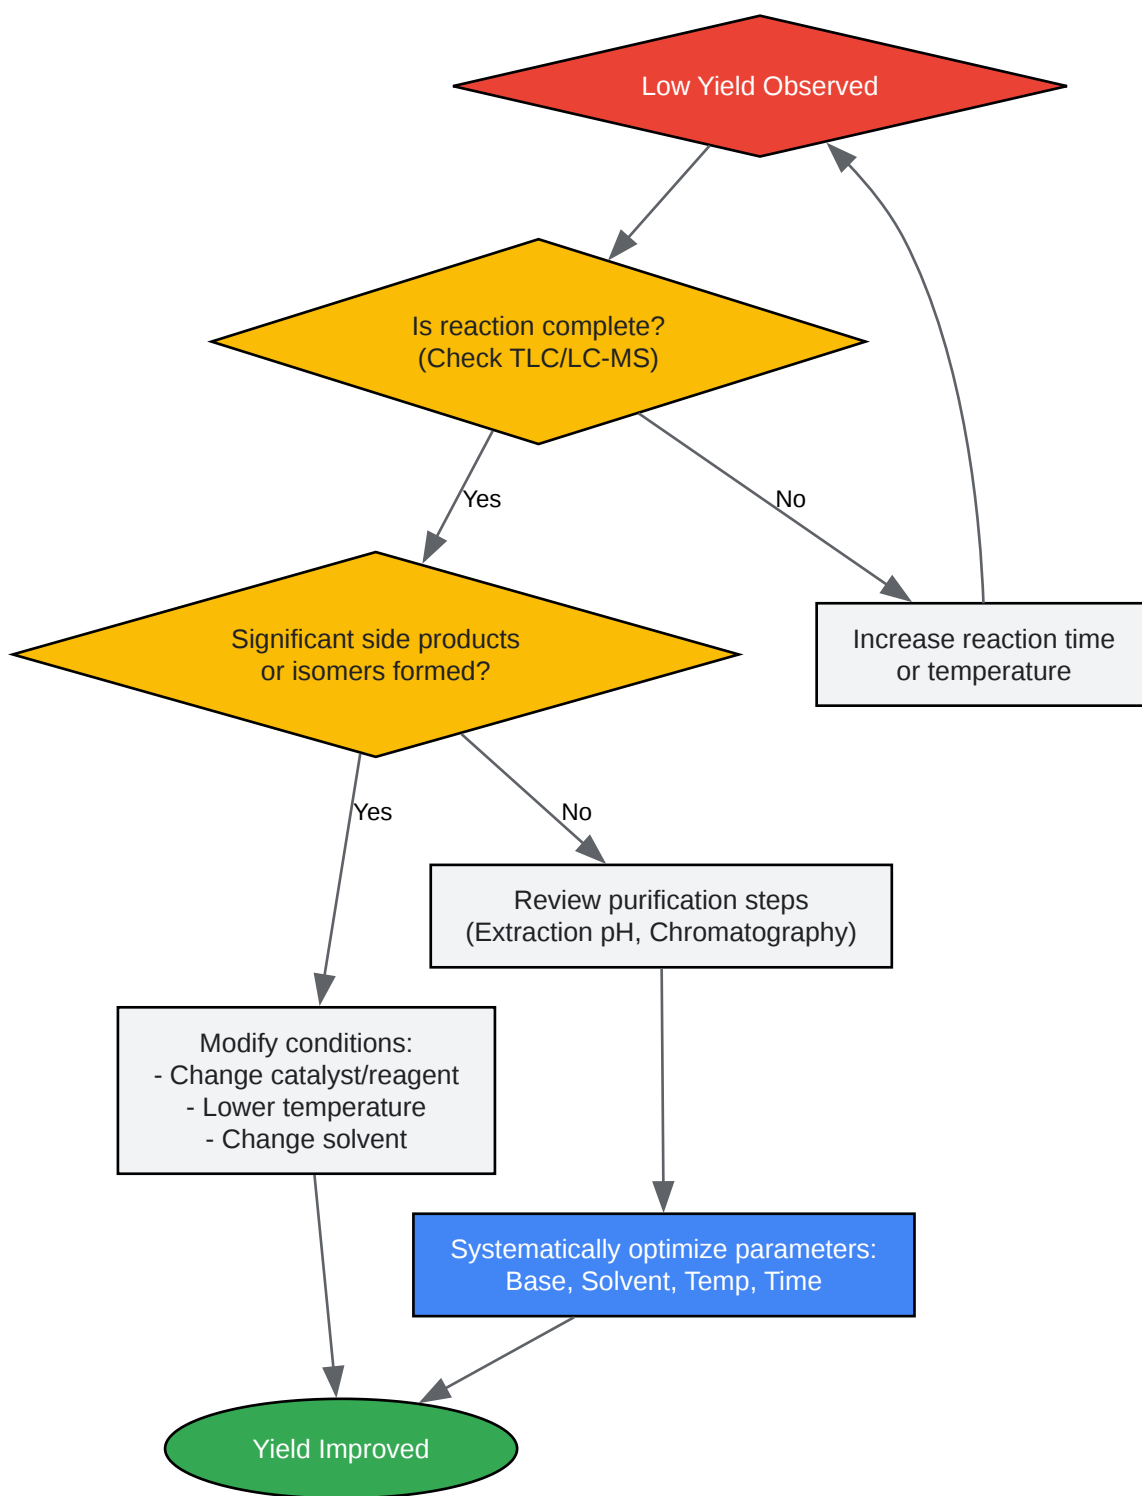 Low Yield Observed
Is reaction complete?
(Check TLC/LC-MS)
Yes
No
Significant side products
or isomers formed?
Increase reaction time
or temperature
Yes
No
Review purification steps
(Extraction pH, Chromatography)
Modify conditions:
- Change catalyst/reagent
- Lower temperature
- Change solvent
Systematically optimize parameters:
Base, Solvent, Temp, Time
Yield Improved